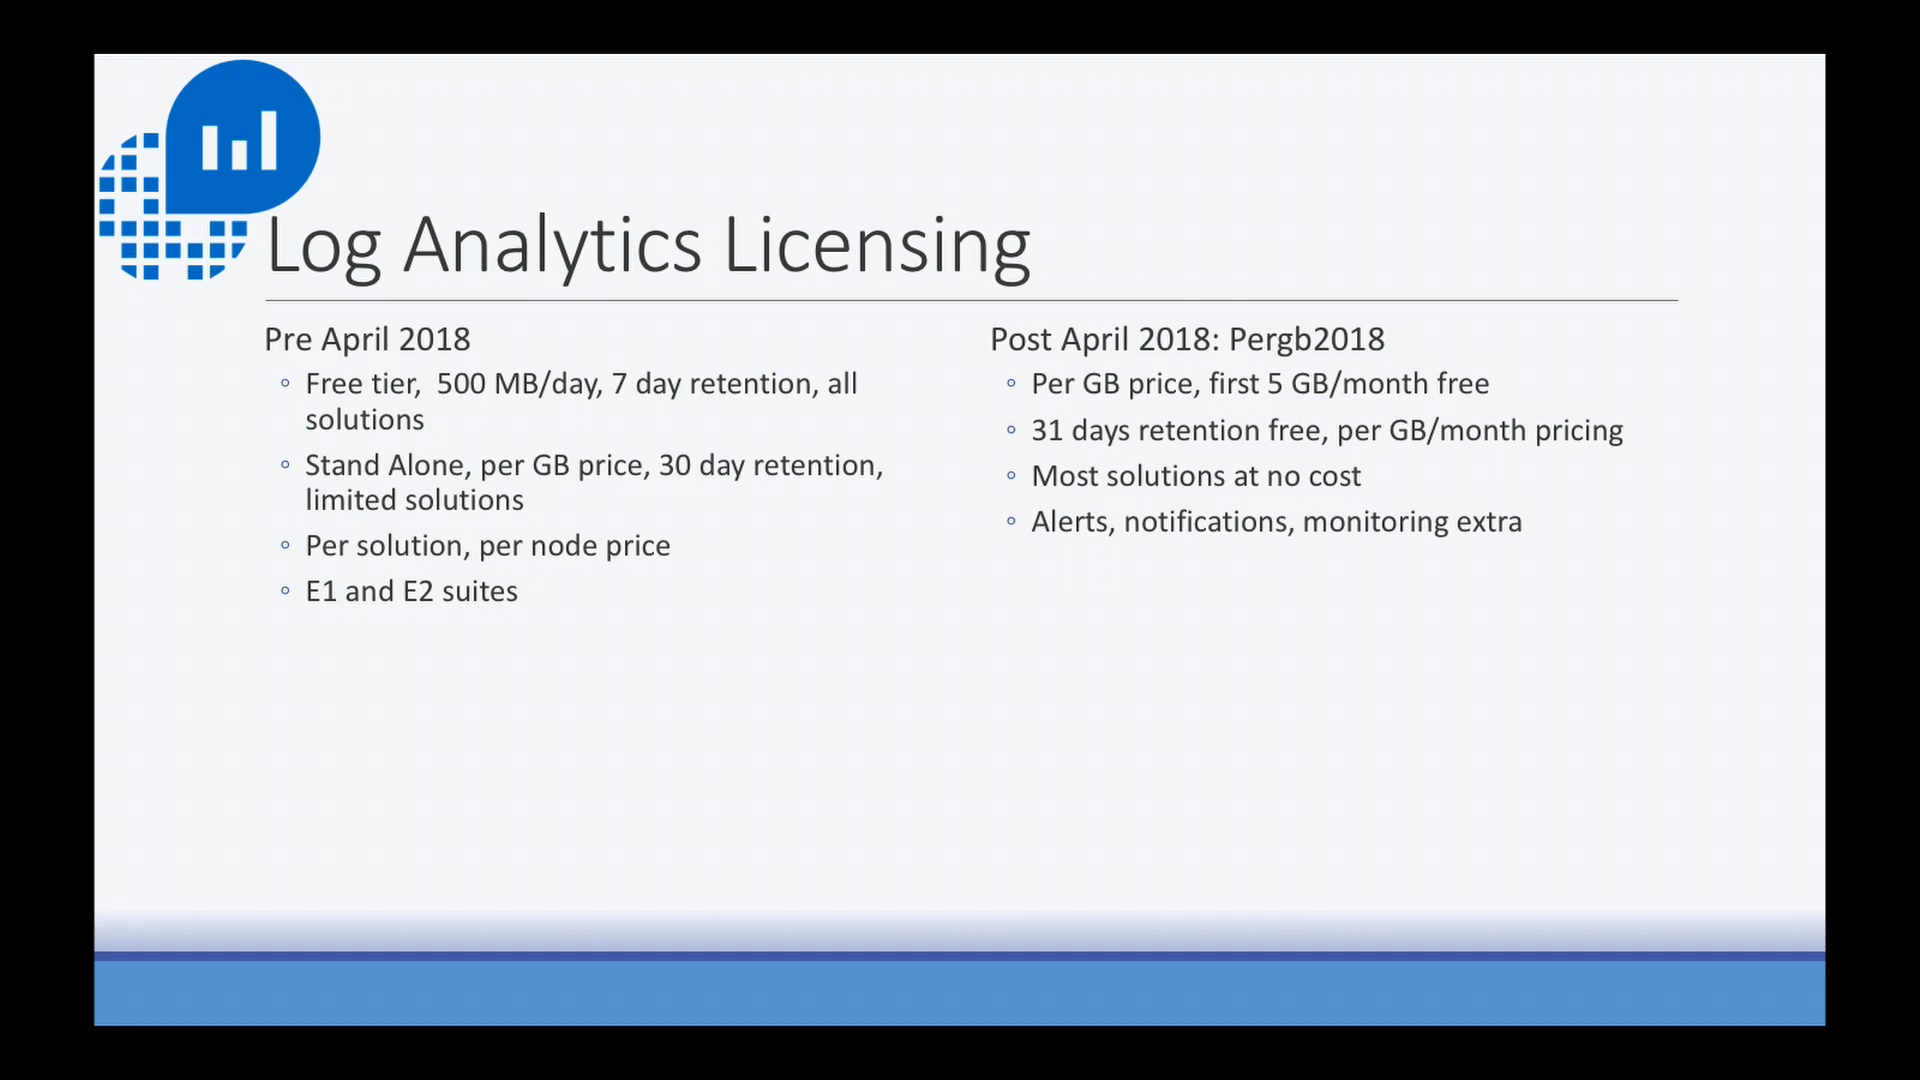 Log Analytics Licensing
Pre April 2018
◦ Free tier,  500 MB/day, 7 day retention, all
solutions
◦ Stand Alone, per GB price, 30 day retention,
limited solutions
◦ Per solution, per node price
◦ E1 and E2 suites
Post April 2018: Pergb2018
◦ Per GB price, first 5 GB/month free
◦ 31 days retention free, per GB/month pricing
◦ Most solutions at no cost
◦ Alerts, notifications, monitoring extra